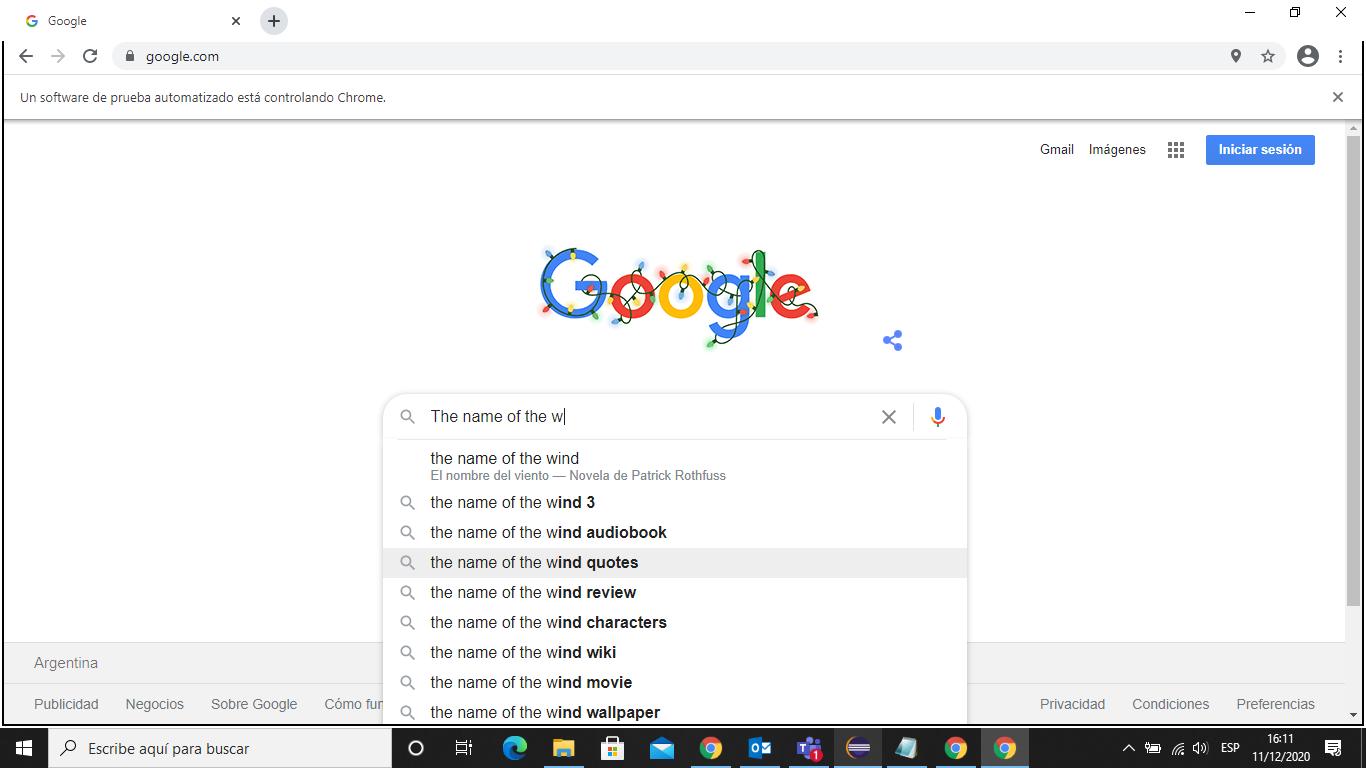 Google
google.com
Un software de prueba automatizado está controlando Chrome.
Gmail Imágenes Iniciar sesión
Google
The name of the w
the name of the wind
El nombre del viento — Novela de Patrick Rothfuss
the name of the wind 3
the name of the wind audiobook
the name of the wind quotes
the name of the wind review
the name of the wind characters
the name of the wind wiki
the name of the wind movie
the name of the wind wallpaper
Argentina
Publicidad Negocios Sobre Google Cómo fun Privacidad Condiciones Preferencias
Escribe aquí para buscar 1 ESP 16:11
11/12/2020